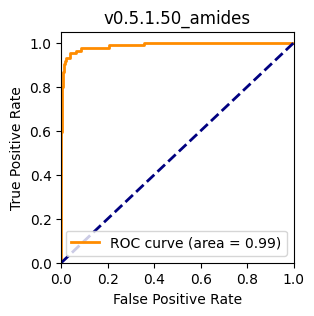 v0.5.1.50_amides
1.0
0.8
0.6
0.4
0.2
0.0
True Positive Rate
ROC curve (area = 0.99)
0.0 0.2 0.4 0.6 0.8 1.0
False Positive Rate